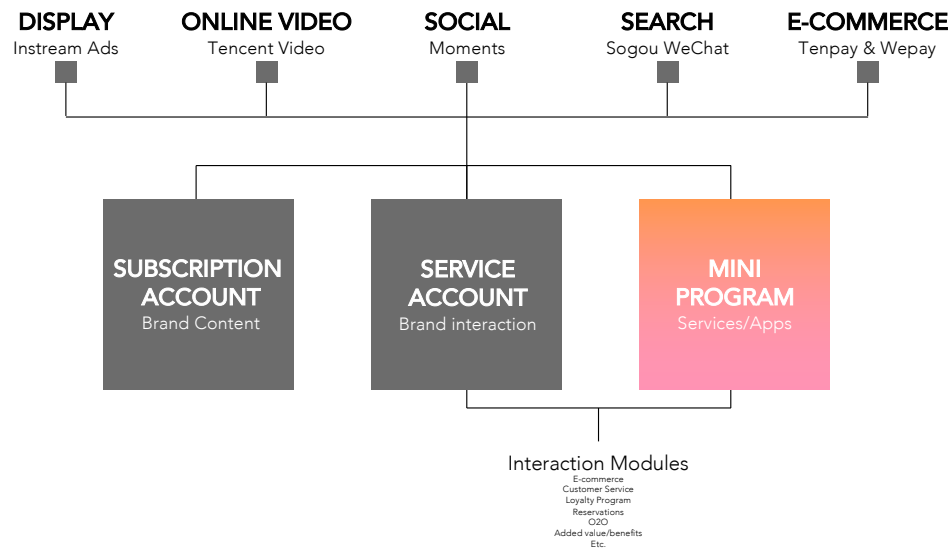 DISPLAY
Instream Ads
ONLINE VIDEO
Tencent Video
SOCIAL
Moments
SEARCH
Sogou WeChat
E-COMMERCE
Tenpay & Wepay
SUBSCRIPTION
ACCOUNT
Brand Content
SERVICE
ACCOUNT
Brand interaction
MINI
PROGRAM
Services/Apps
Interaction Modules
E-commerce
Customer Service
Loyalty Program
Reservations
O2O
Added value/benefits
Etc.